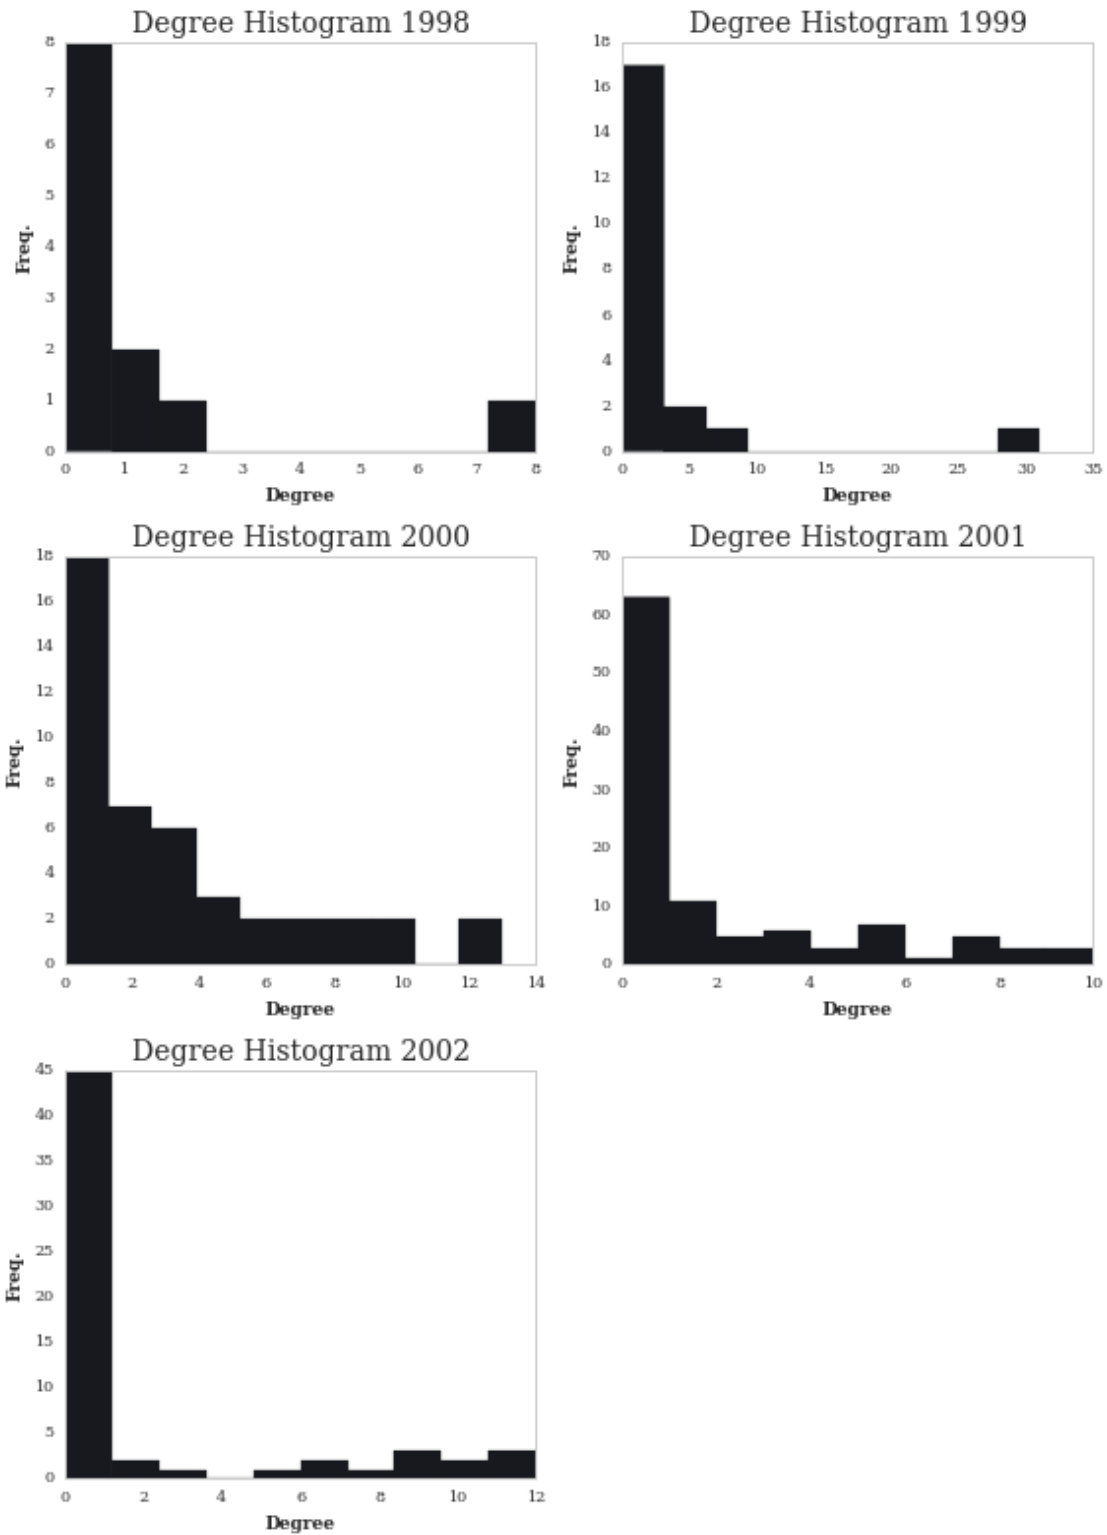 Degree Histogram 1998
8
7
6
5
4
3
2
1
0
Freq.
0 1 2 3 4 5 6 7 8
Degree
Degree Histogram 1999
18
16
14
12
10
8
6
4
2
0
Freq.
0 5 10 15 20 25 30 35
Degree
Degree Histogram 2000
18
16
14
12
10
8
6
4
2
0
Freq.
0 2 4 6 8 10 12 14
Degree
Degree Histogram 2001
70
60
50
40
30
20
10
0
Freq.
0 2 4 6 8 10
Degree
Degree Histogram 2002
45
40
35
30
25
20
15
10
5
0
Freq.
0 2 4 6 8 10 12
Degree